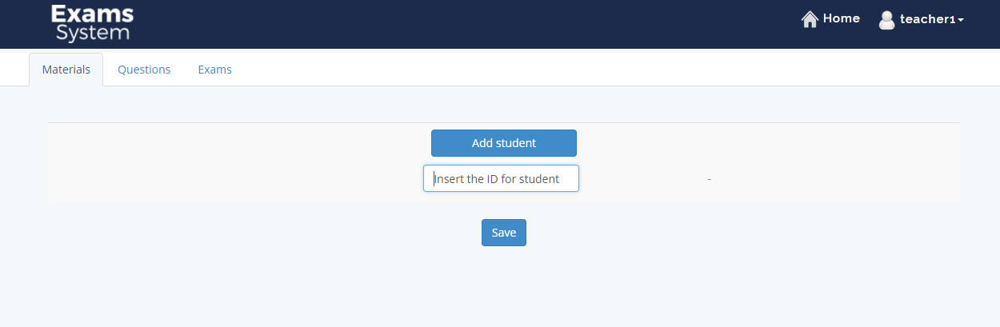 Exams
System
Home
teacher1
Materials
Questions
Exams
Add student
Insert the ID for student
-
Save